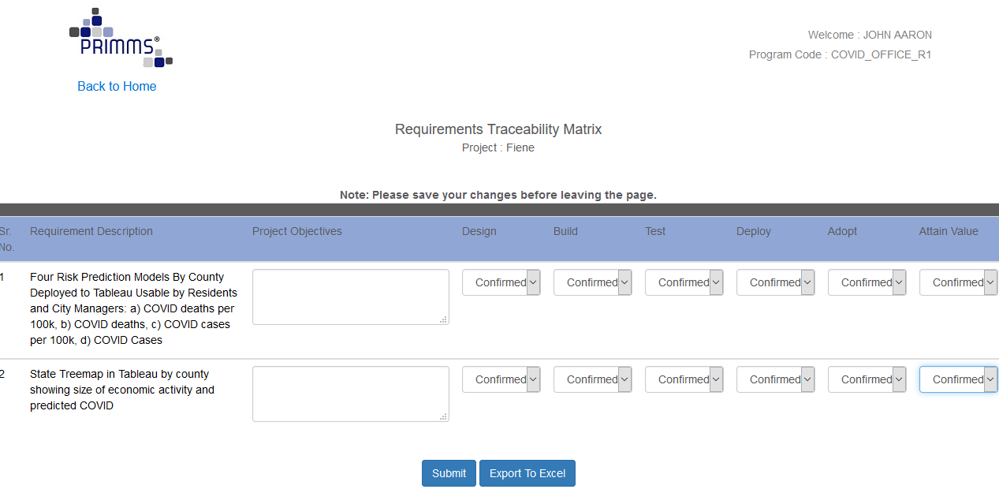 PRIMMS®
Welcome : JOHN AARON
Program Code : COVID_OFFICE_R1
Back to Home
Requirements Traceability Matrix
Project : Fiene
Note: Please save your changes before leaving the page.
Sr. No. Requirement Description Project Objectives Design Build Test Deploy Adopt Attain Value
1 Four Risk Prediction Models By County Confirmed Confirmed Confirmed Confirmed Confirmed Confirmed
Deployed to Tableau Usable by Residents
and City Managers: a) COVID deaths per
100k, b) COVID deaths, c) COVID cases
per 100k, d) COVID Cases
2 State Treemap in Tableau by county Confirmed Confirmed Confirmed Confirmed Confirmed Confirmed
showing size of economic activity and
predicted COVID
Submit Export To Excel